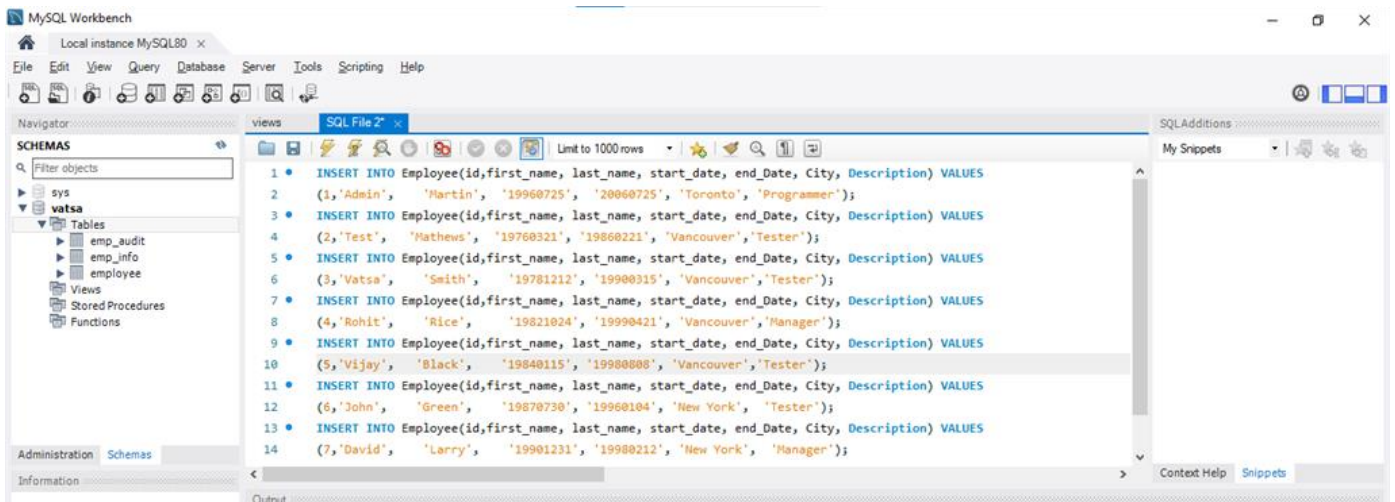 MySQL Workbench
Local instance MySQL80
File Edit View Query Database Server Tools Scripting Help
Navigator
SCHEMAS
Filter objects
sys
vatsa
Tables
emp_audit
emp_info
employee
Views
Stored Procedures
Functions
Administration Schemas
Information
views SQL File 2*
Limit to 1000 rows
1 INSERT INTO Employee(id,first_name, last_name, start_date, end_Date, City, Description) VALUES
2 (1,'Admin', 'Martin', '19960725', '20060725', 'Toronto', 'Programmer');
3 INSERT INTO Employee(id,first_name, last_name, start_date, end_Date, City, Description) VALUES
4 (2,'Test', 'Mathews', '19760321', '19860221', 'Vancouver','Tester');
5 INSERT INTO Employee(id,first_name, last_name, start_date, end_Date, City, Description) VALUES
6 (3,'Vatsa', 'Smith', '19781212', '19900315', 'Vancouver','Tester');
7 INSERT INTO Employee(id,first_name, last_name, start_date, end_Date, City, Description) VALUES
8 (4,'Rohit', 'Rice', '19821024', '19990421', 'Vancouver','Manager');
9 INSERT INTO Employee(id,first_name, last_name, start_date, end_Date, City, Description) VALUES
10 (5,'Vijay', 'Black', '19840115', '19980808', 'Vancouver','Tester');
11 INSERT INTO Employee(id,first_name, last_name, start_date, end_Date, City, Description) VALUES
12 (6,'John', 'Green', '19870730', '19960104', 'New York', 'Tester');
13 INSERT INTO Employee(id,first_name, last_name, start_date, end_Date, City, Description) VALUES
14 (7,'David', 'Larry', '19901231', '19980212', 'New York', 'Manager');
Output
SQLAdditions
My Snippets
Context Help Snippets